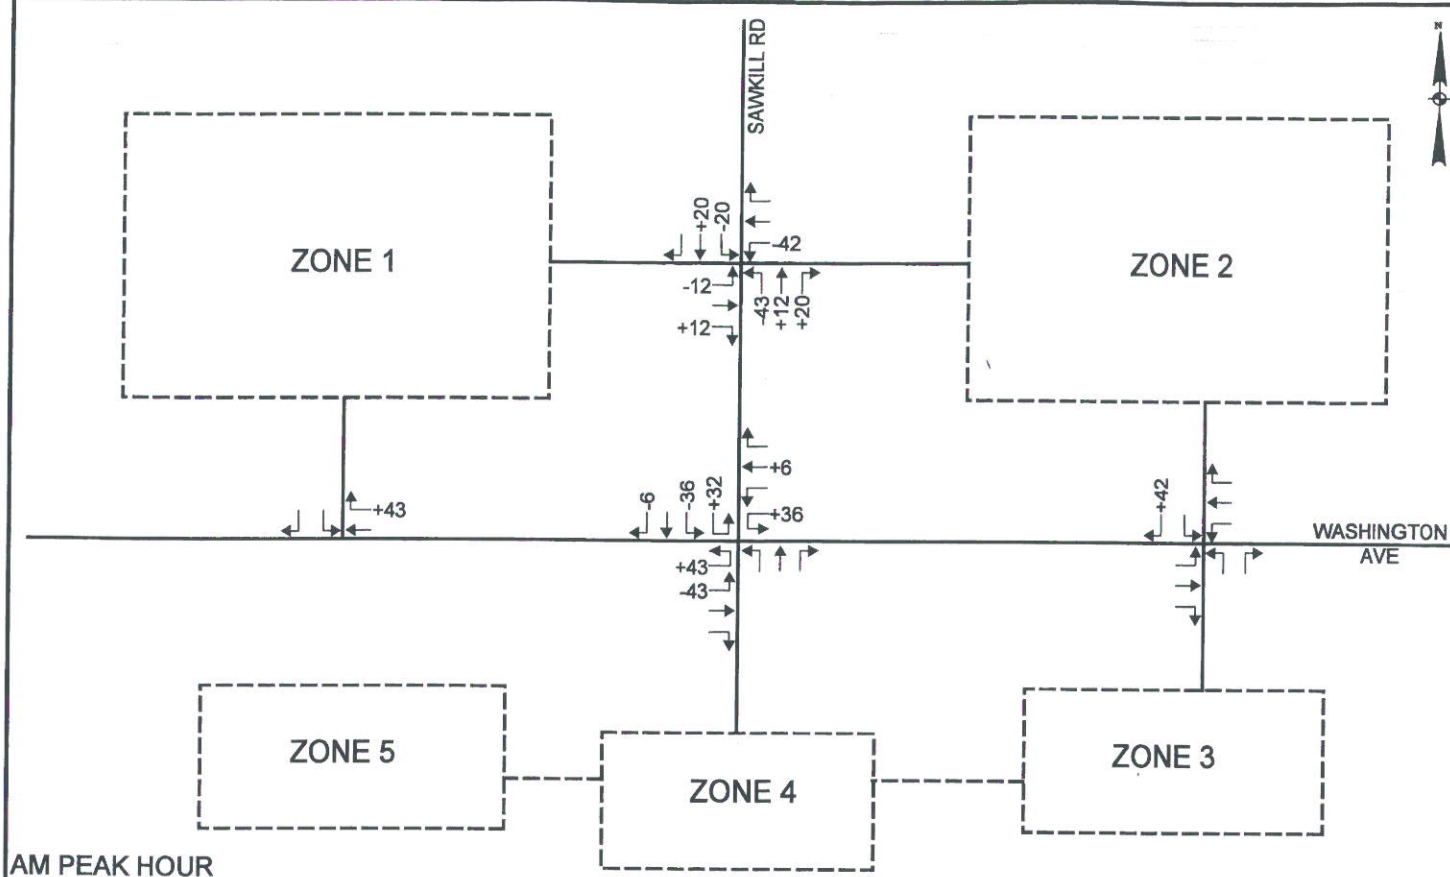 SAWKILL RD
N
ZONE 1
ZONE 2
+20
-20
-42
-12
+12
-43
+12
+20
+43
-6
-36
+32
+6
+36
+43
-43
+42
WASHINGTON
AVE
ZONE 5
ZONE 4
ZONE 3
AM PEAK HOUR